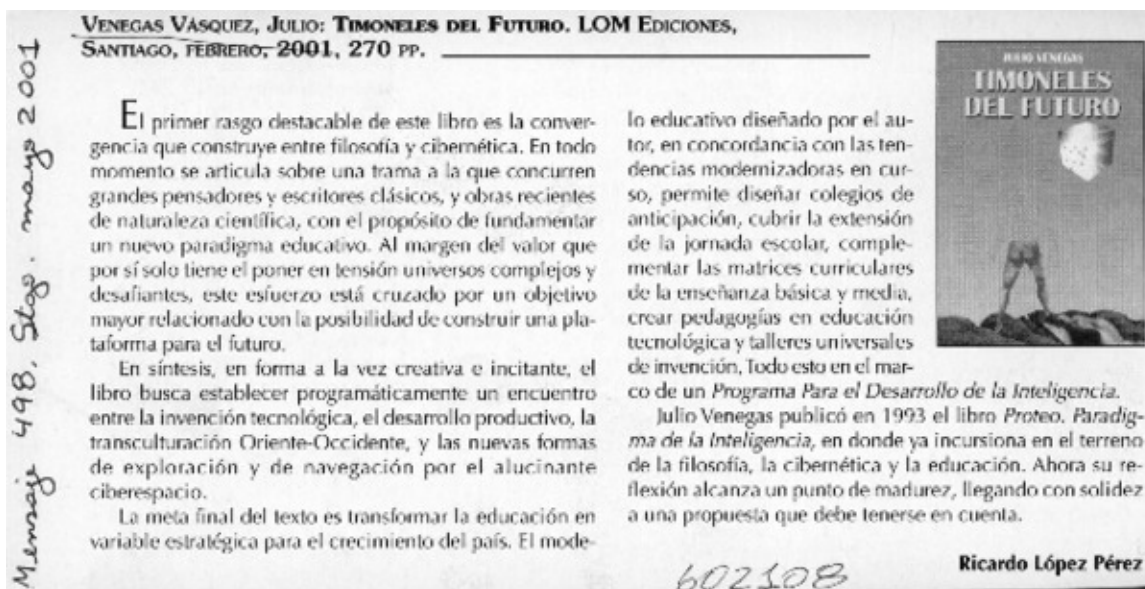 VENEGAS VÁSQUEZ, JULIO: TIMONELES DEL FUTURO. LOM EDICIONES,
SANTIAGO, FEBRERO, 2001, 270 PP.
El primer rasgo destacable de este libro es la conver-
gencia que construye entre filosofía y cibernética. En todo
momento se articula sobre una trama a la que concurren
grandes pensadores y escritores clásicos, y obras recientes
de naturaleza científica, con el propósito de fundamentar
un nuevo paradigma educativo. Al margen del valor que
por sí solo tiene el poner en tensión universos complejos y
desafiantes, este esfuerzo está cruzado por un objetivo
mayor relacionado con la posibilidad de construir una pla-
taforma para el futuro.
En síntesis, en forma a la vez creativa e incitante, el
libro busca establecer programáticamente un encuentro
entre la invención tecnológica, el desarrollo productivo, la
transculturación Oriente-Occidente, y las nuevas formas
de exploración y de navegación por el alucinante
ciberespacio.
La meta final del texto es transformar la educación en
variable estratégica para el crecimiento del país. El mode-
lo educativo diseñado por el au-
tor, en concordancia con las ten-
dencias modernizadoras en cur-
so, permite diseñar colegios de
anticipación, cubrir la extensión
de la jornada escolar, comple-
mentar las matrices curriculares
de la enseñanza básica y media,
crear pedagogías en educación
tecnológica y talleres universales
de invención, Todo esto en el mar-
co de un Programa Para el Desarrollo de la Inteligencia.
Julio Venegas publicó en 1993 el libro Proteo. Paradig-
ma de la Inteligencia, en donde ya incursiona en el terreno
de la filosofía, la cibernética y la educación. Ahora su re-
flexión alcanza un punto de madurez, llegando con solidez
a una propuesta que debe tenerse en cuenta.
Ricardo López Pérez
JULIO VENEGAS
TIMONELES
DEL FUTURO
Mensaje 498, Stgo. mayo 2001
602108